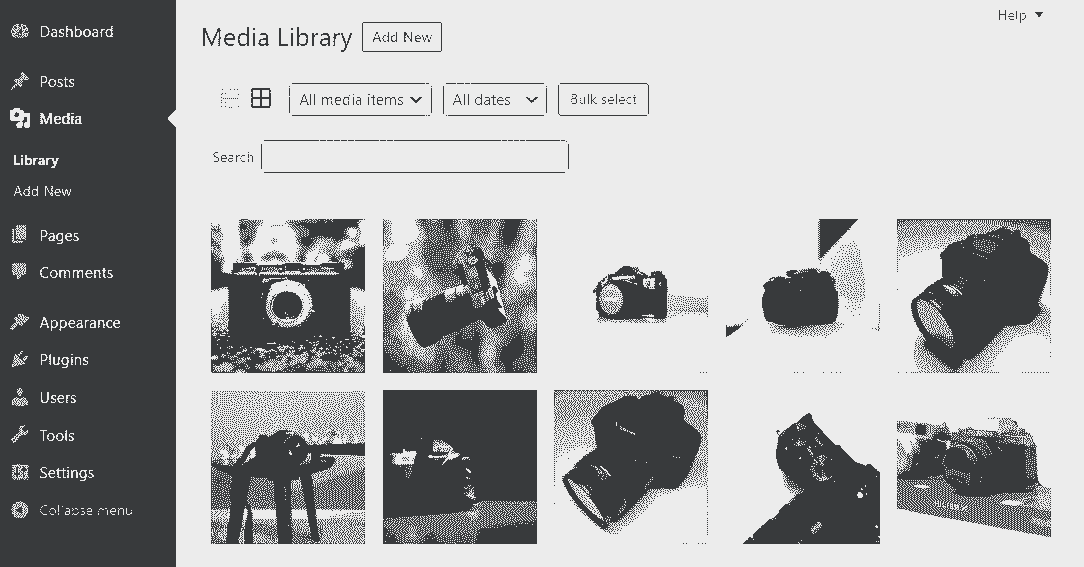 Help
Dashboard
Media Library
Add New
Posts
Media
All media items
All dates
Bulk select
Library
Search
Add New
Pages
Comments
Appearance
Plugins
Users
Tools
Settings
Collapse menu